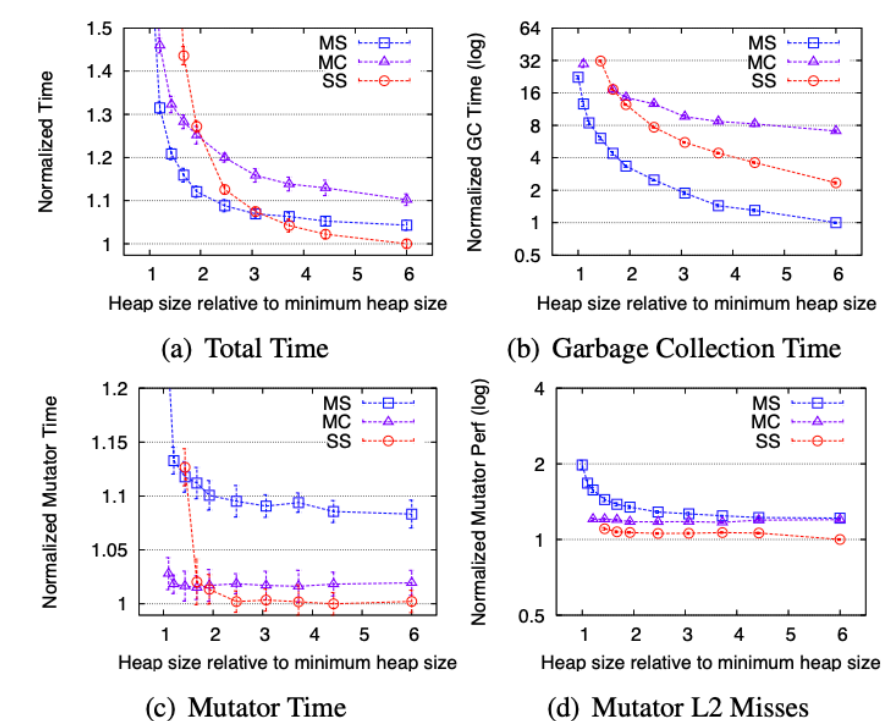 1.5
1.4
1.3
1.2
1.1
1
Normalized Time
MS
MC
SS
1 2 3 4 5 6
Heap size relative to minimum heap size
(a) Total Time
64
32
16
8
4
2
1
0.5
Normalized GC Time (log)
MS
MC
SS
1 2 3 4 5 6
Heap size relative to minimum heap size
(b) Garbage Collection Time
1.2
1.15
1.1
1.05
1
Normalized Mutator Time
MS
MC
SS
1 2 3 4 5 6
Heap size relative to minimum heap size
(c) Mutator Time
4
2
1
0.5
Normalized Mutator Perf (log)
MS
MC
SS
1 2 3 4 5 6
Heap size relative to minimum heap size
(d) Mutator L2 Misses